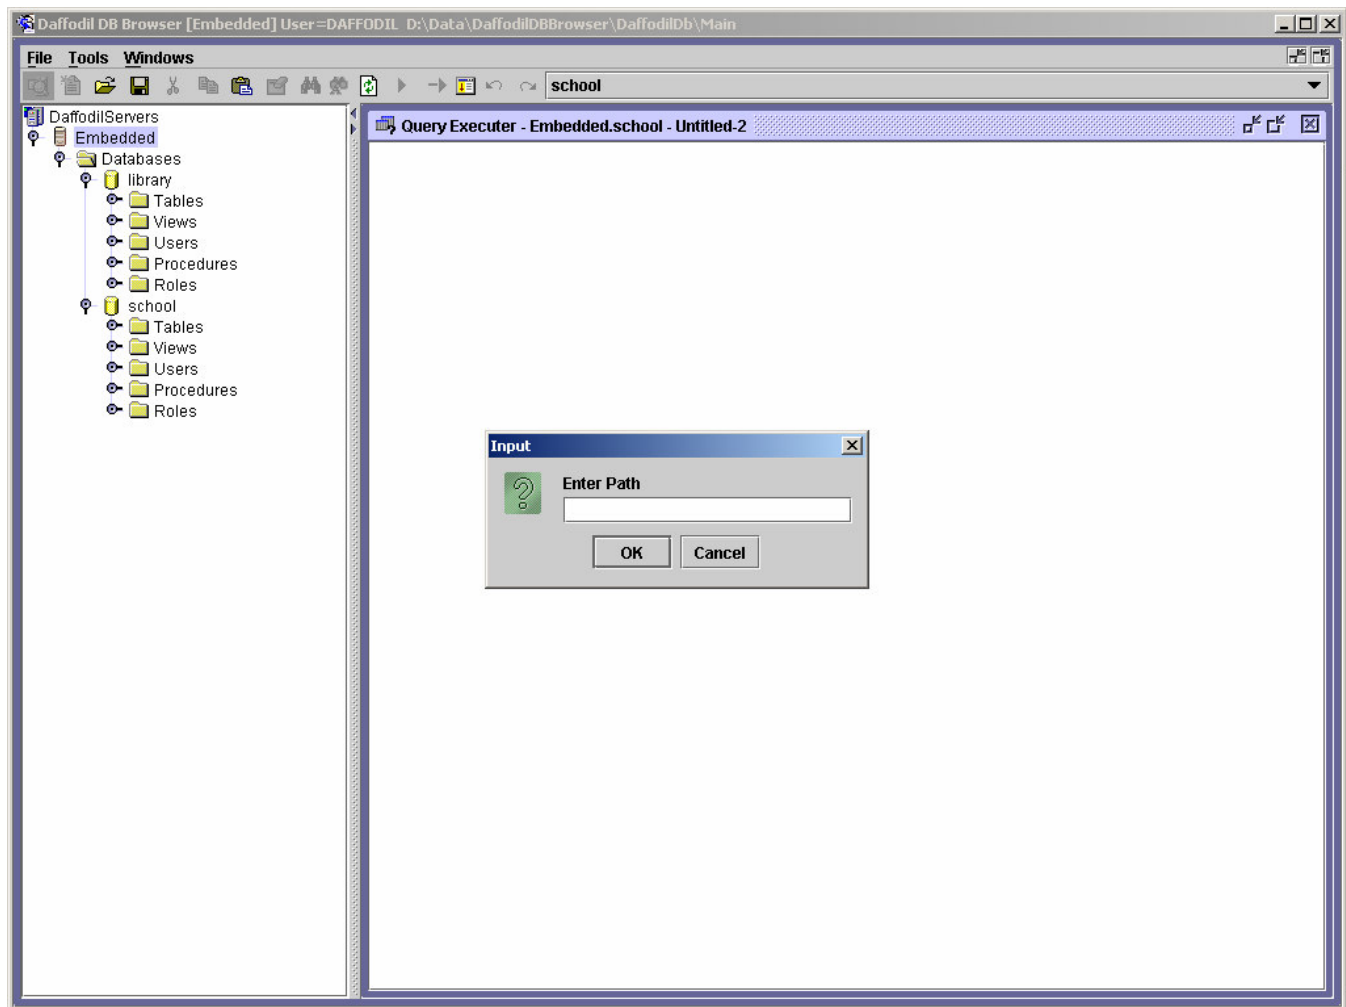 Daffodil DB Browser [Embedded] User=DAFFODIL D:\Data\DaffodilDBBrowser\DaffodilDb\Main
File Tools Windows
school
DaffodilServers
Embedded
Databases
library
Tables
Views
Users
Procedures
Roles
school
Tables
Views
Users
Procedures
Roles
Query Executer - Embedded.school - Untitled-2
Input
Enter Path
OK Cancel